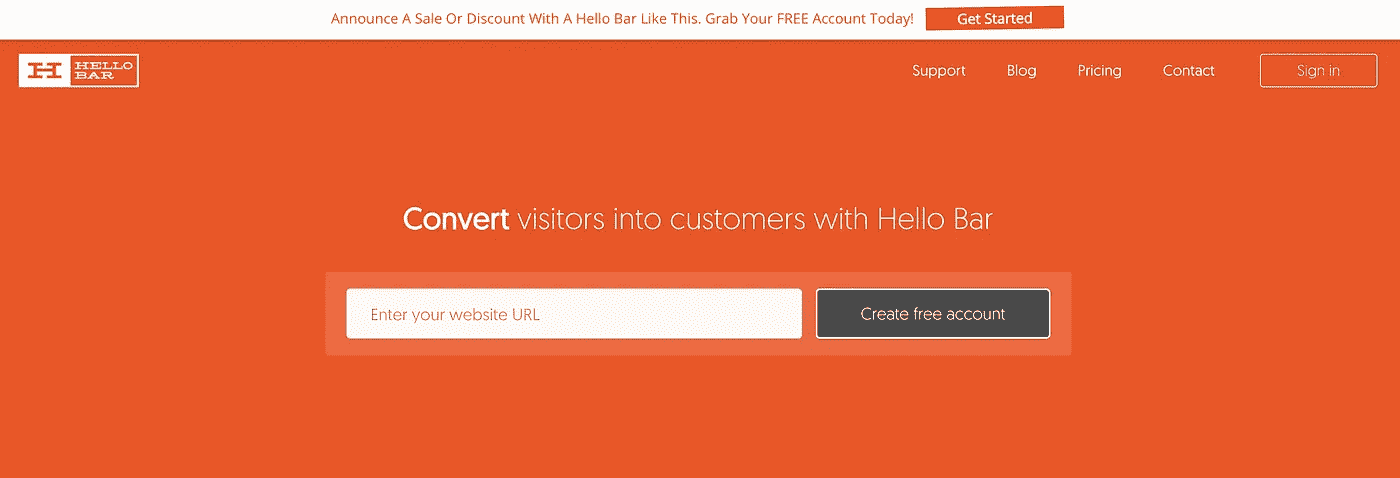 Announce A Sale Or Discount With A Hello Bar Like This. Grab Your FREE Account Today! Get Started
H HELLO BAR Support Blog Pricing Contact Sign in
Convert visitors into customers with Hello Bar
Enter your website URL Create free account